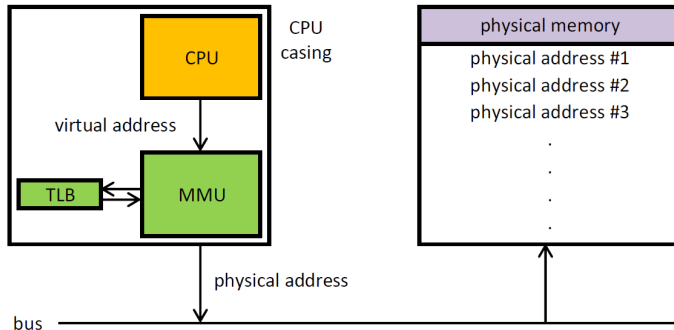 CPU
casing
CPU
virtual address
TLB
MMU
physical address
bus
physical memory
physical address #1
physical address #2
physical address #3
.
.
.
.